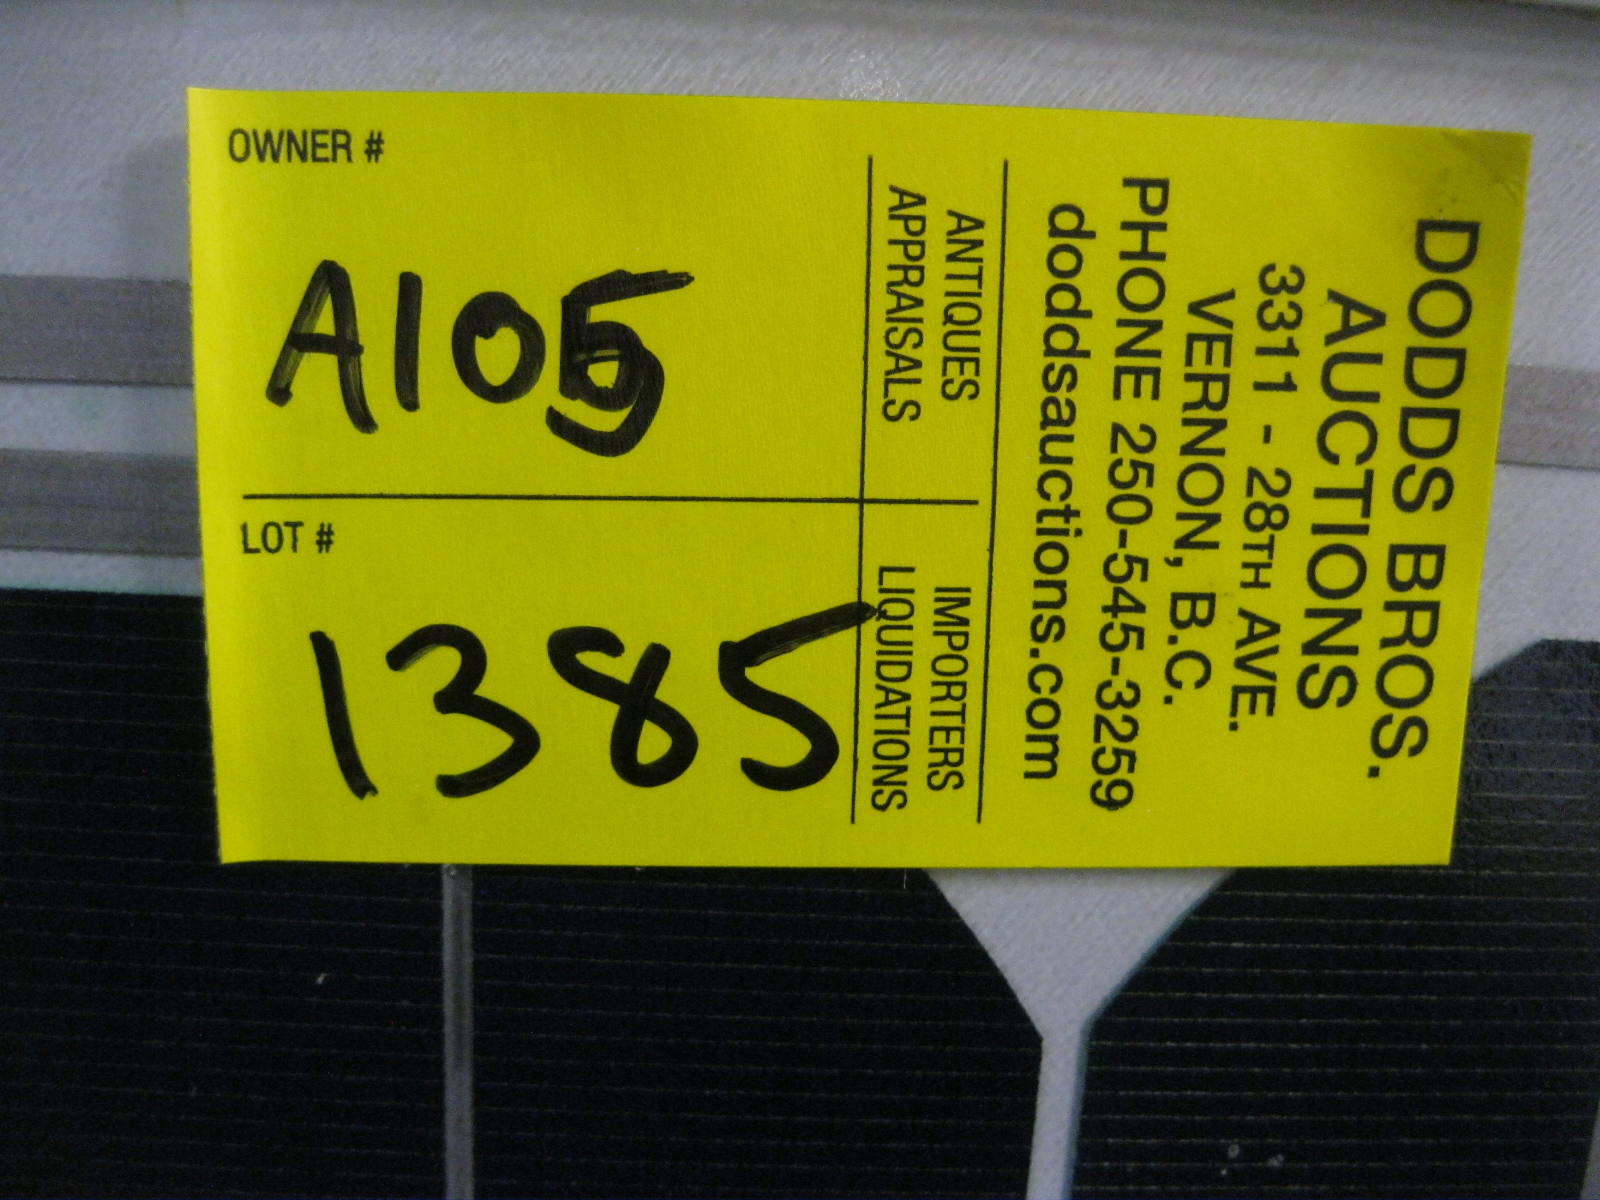 OWNER #
A105
LOT #
1385
ANTIQUES
APPRAISALS
IMPORTERS
LIQUIDATIONS
DODDS BROS.
AUCTIONS
3311 - 28TH AVE.
VERNON, B.C.
PHONE 250-545-3259
doddsauctions.com